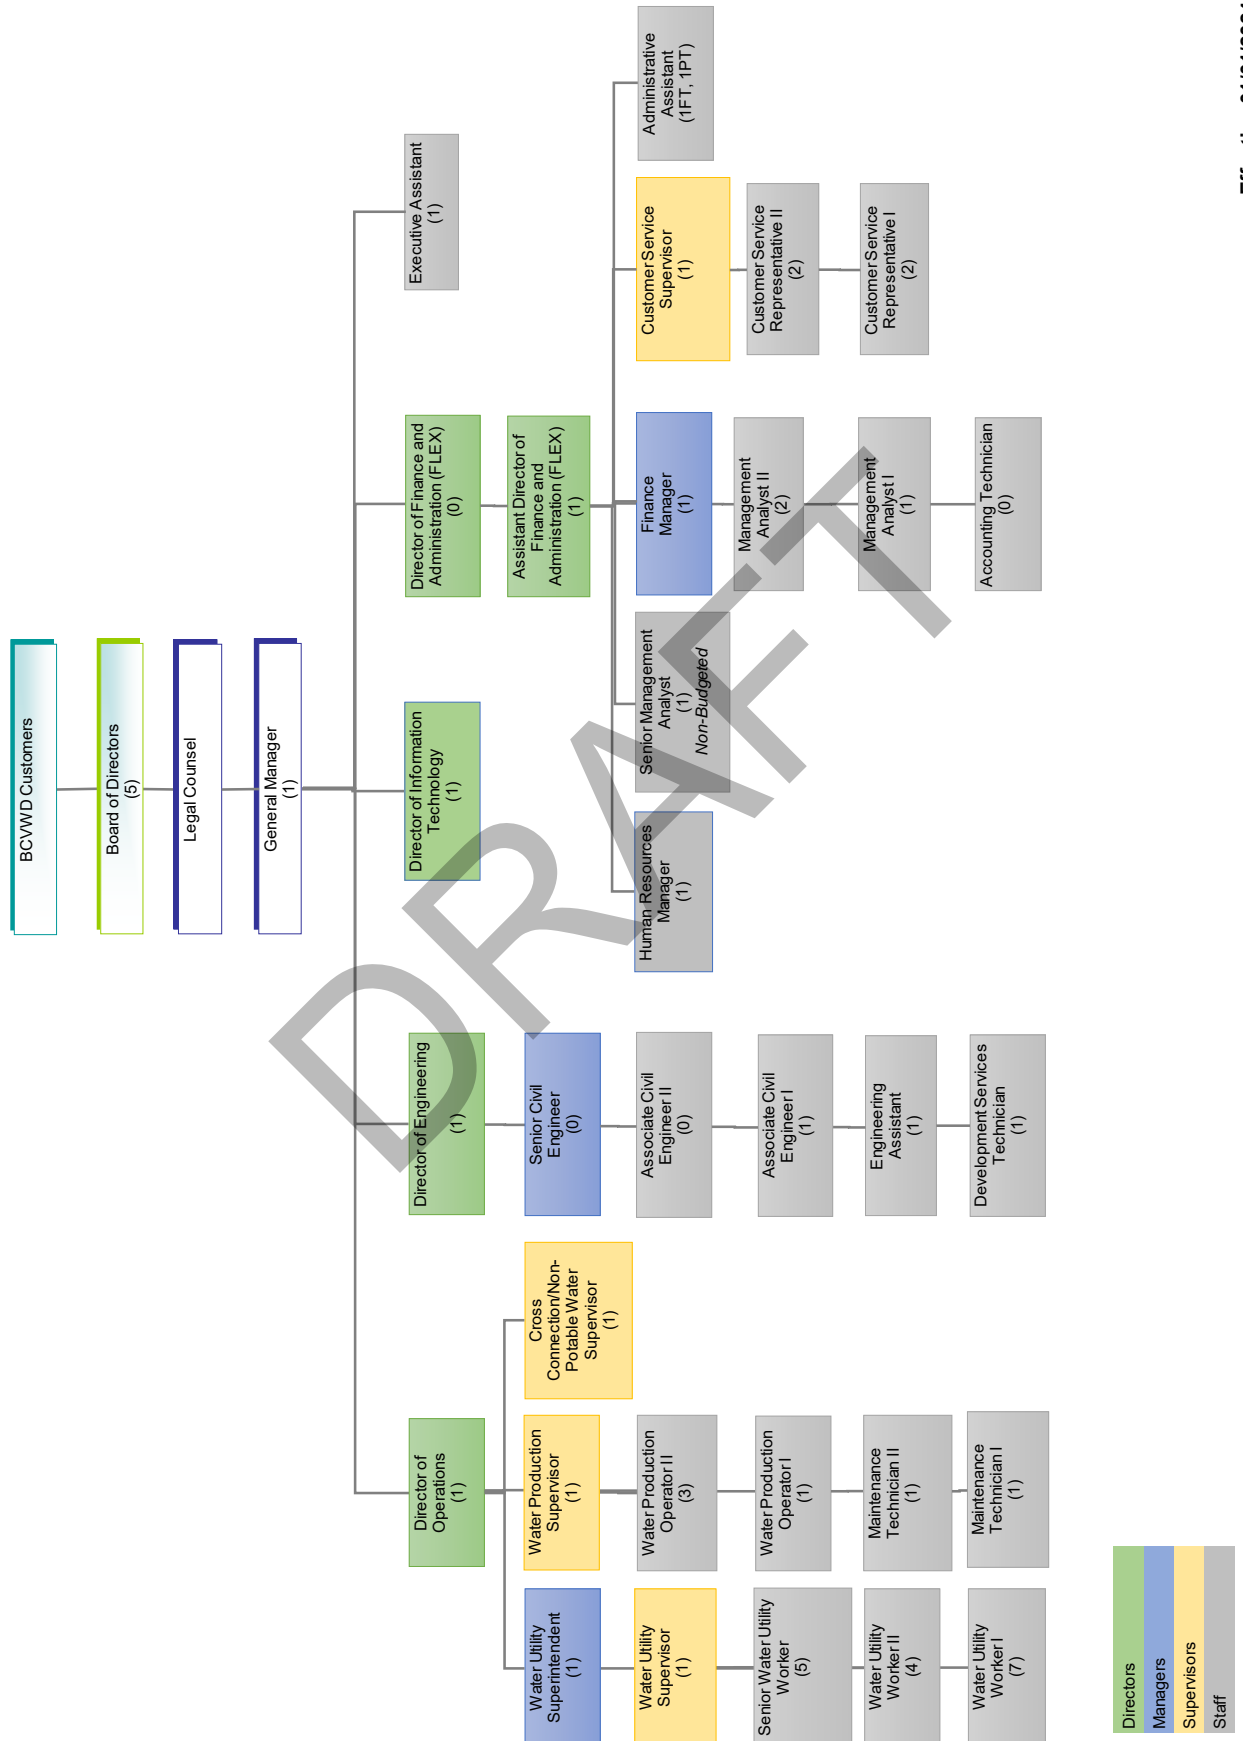 BCVWD Customers
Board of Directors
(5)
Legal Counsel
General Manager
(1)
Director of
Operations
(1)
Director of Engineering
(1)
Director of Information
Technology
(1)
Director of Finance and
Administration (FLEX)
(0)
Executive Assistant
(1)
Assistant Director of
Finance and
Administration (FLEX)
(1)
Water Utility
Superintendent
(1)
Water Production
Supervisor
(1)
Cross
Connection/Non-
Potable Water
Supervisor
(1)
Senior Civil
Engineer
(0)
Water Utility
Supervisor
(1)
Water Production
Operator II
(3)
Associate Civil
Engineer II
(0)
Human Resources
Manager
(1)
Senior Management
Analyst
(1)
Non-Budgeted
Finance
Manager
(1)
Customer Service
Supervisor
(1)
Administrative
Assistant
(1FT, 1PT)
Senior Water Utility
Worker
(5)
Water Production
Operator I
(1)
Associate Civil
Engineer I
(1)
Management
Analyst II
(2)
Customer Service
Representative II
(2)
Water Utility
Worker II
(4)
Maintenance
Technician II
(1)
Engineering
Assistant
(1)
Management
Analyst I
(1)
Customer Service
Representative I
(2)
Water Utility
Worker I
(7)
Maintenance
Technician I
(1)
Development Services
Technician
(1)
Accounting Technician
(0)
DRAFT
Directors
Managers
Supervisors
Staff